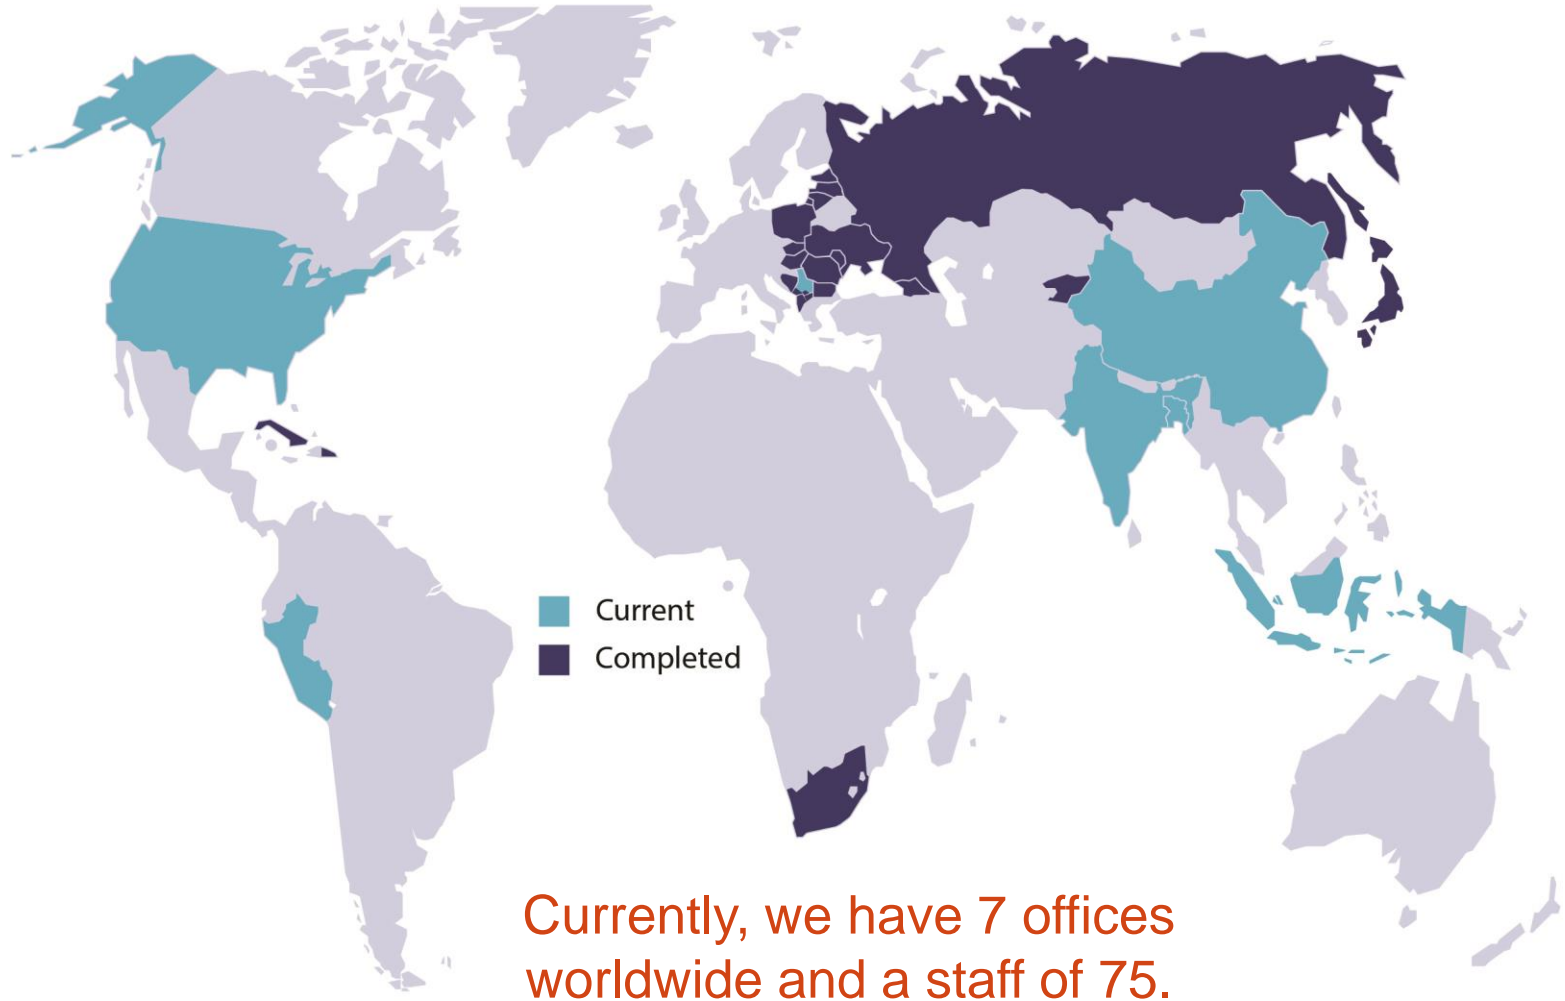 Current
Completed
Currently, we have 7 offices
worldwide and a staff of 75.